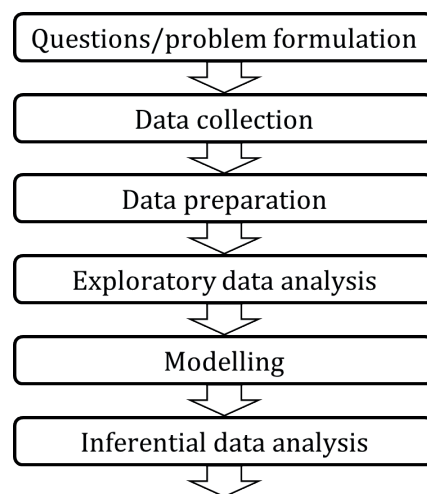 Questions/problem formulation
Data collection
Data preparation
Exploratory data analysis
Modelling
Inferential data analysis